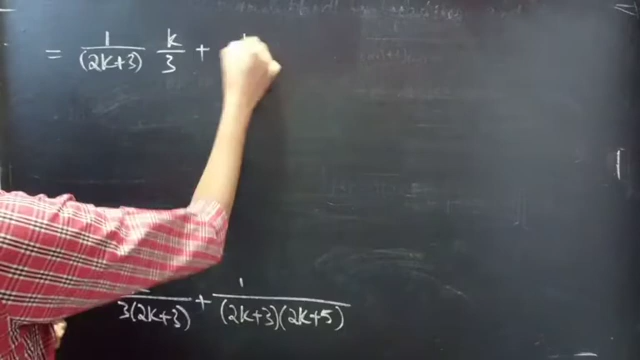 = 1/(2k+3) k/3 +
/3(2k+3) + 1/(2k+3)(2k+5)